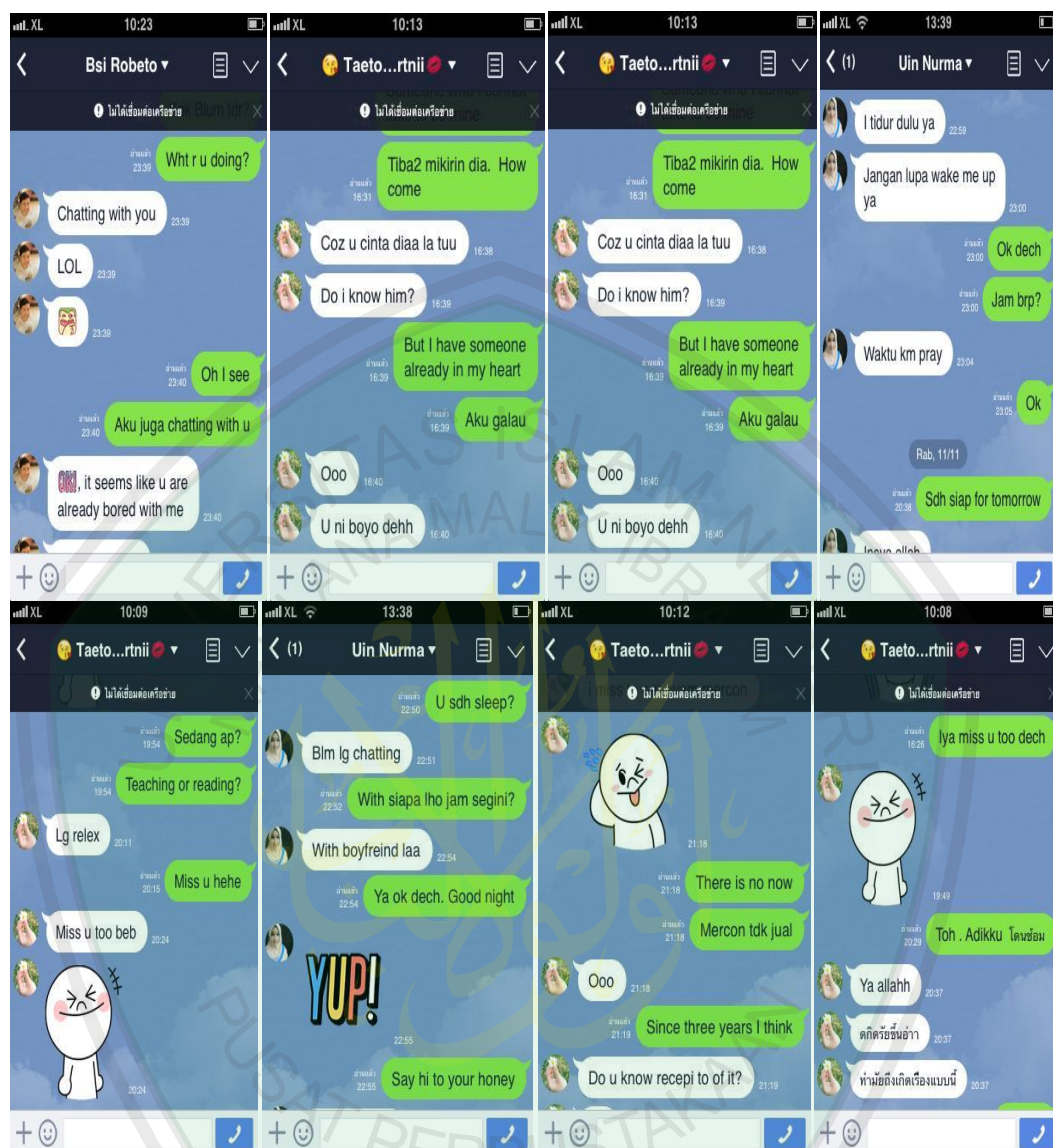 XL 10:23
Bsi Robeto
ไม่ได้เชื่อมต่อเครือข่าย
อ่านแล้ว
23:39
Wht r u doing?
Chatting with you
23:39
LOL
23:39
23:39
อ่านแล้ว
23:40
Oh I see
อ่านแล้ว
23:40
Aku juga chatting with u
OK!, it seems like u are
already bored with me
23:40
XL 10:13
Taeto...rtnii
ไม่ได้เชื่อมต่อเครือข่าย
Tiba2 mikirin dia. How
come
อ่านแล้ว
16:31
Coz u cinta diaa la tuu
16:38
Do i know him?
16:39
But I have someone
already in my heart
อ่านแล้ว
16:39
อ่านแล้ว
16:39
Aku galau
Ooo
16:40
U ni boyo dehh
16:40
XL 10:13
Taeto...rtnii
ไม่ได้เชื่อมต่อเครือข่าย
Tiba2 mikirin dia. How
come
อ่านแล้ว
16:31
Coz u cinta diaa la tuu
16:38
Do i know him?
16:39
But I have someone
already in my heart
อ่านแล้ว
16:39
อ่านแล้ว
16:39
Aku galau
Ooo
16:40
U ni boyo dehh
16:40
XL 13:39
(1) Uin Nurma
I tidur dulu ya
22:59
Jangan lupa wake me up
ya
23:00
อ่านแล้ว
23:00
Ok dech
อ่านแล้ว
23:00
Jam brp?
Waktu km pray
23:04
อ่านแล้ว
23:05
Ok
Rab, 11/11
อ่านแล้ว
20:38
Sdh siap for tomorrow
XL 10:09
Taeto...rtnii
ไม่ได้เชื่อมต่อเครือข่าย
อ่านแล้ว
19:54
Sedang ap?
อ่านแล้ว
19:54
Teaching or reading?
Lg relex
20:11
อ่านแล้ว
20:15
Miss u hehe
Miss u too beb
20:24
20:24
XL 13:38
(1) Uin Nurma
อ่านแล้ว
22:50
U sdh sleep?
Blm lg chatting
22:51
อ่านแล้ว
22:52
With siapa lho jam segini?
With boyfreind laa
22:54
อ่านแล้ว
22:54
Ya ok dech. Good night
YUP!
22:55
อ่านแล้ว
22:55
Say hi to your honey
XL 10:12
Taeto...rtnii
ไม่ได้เชื่อมต่อเครือข่าย
21:18
อ่านแล้ว
21:18
There is no now
อ่านแล้ว
21:18
Mercon tdk jual
Ooo
21:18
อ่านแล้ว
21:19
Since three years I think
Do u know recepi to of it?
21:19
XL 10:08
Taeto...rtnii
ไม่ได้เชื่อมต่อเครือข่าย
อ่านแล้ว
16:26
Iya miss u too dech
19:49
อ่านแล้ว
20:29
Toh . Adikku โดนซ้อม
Ya allahh
20:37
ดกิดรัยขึ้นอ่าา
20:37
ทำมัยถึงเกิดเรื่องแบบนี้
20:37